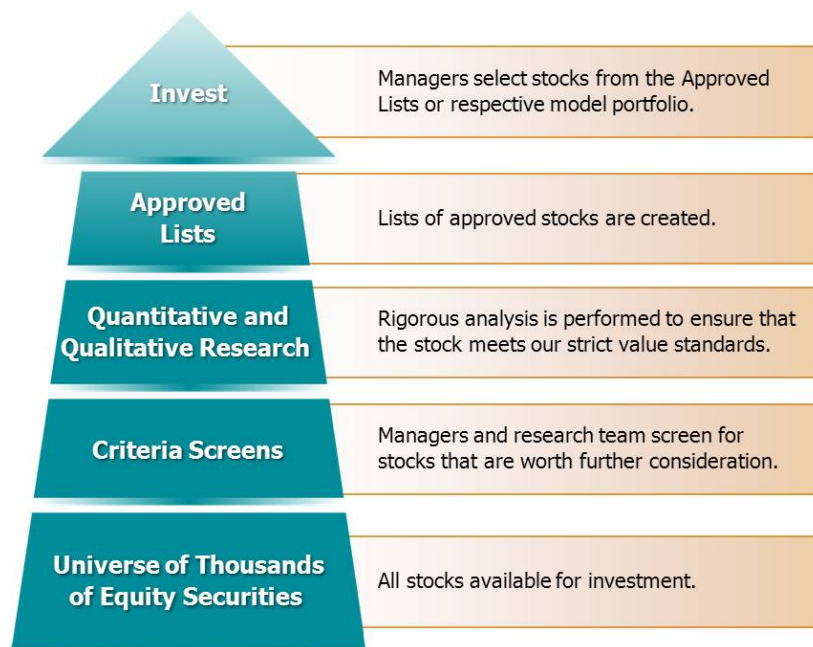 Invest
Managers select stocks from the Approved
Lists or respective model portfolio.
Approved
Lists
Lists of approved stocks are created.
Quantitative and
Qualitative Research
Rigorous analysis is performed to ensure that
the stock meets our strict value standards.
Criteria Screens
Managers and research team screen for
stocks that are worth further consideration.
Universe of Thousands
of Equity Securities
All stocks available for investment.